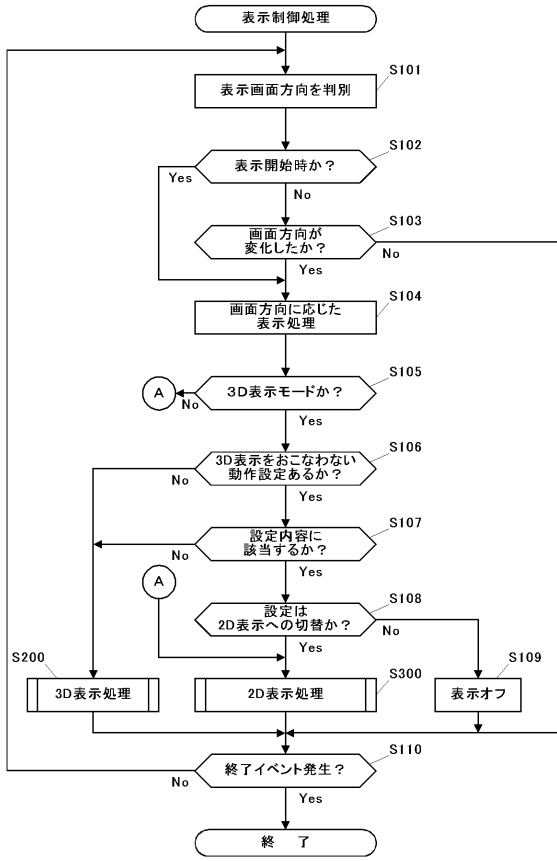 表示制御処理
S101
表示画面方向を判別
S102
表示開始時か？
Yes
No
S103
画面方向が
変化したか？
No
Yes
S104
画面方向に応じた
表示処理
S105
3D表示モードか？
A
No
Yes
S106
3D表示をおこなわない
動作設定あるか？
No
Yes
S107
設定内容に
該当するか？
No
Yes
A
S108
設定は
2D表示への切替か？
No
Yes
S200
3D表示処理
S300
2D表示処理
S109
表示オフ
S110
終了イベント発生？
No
Yes
終　了